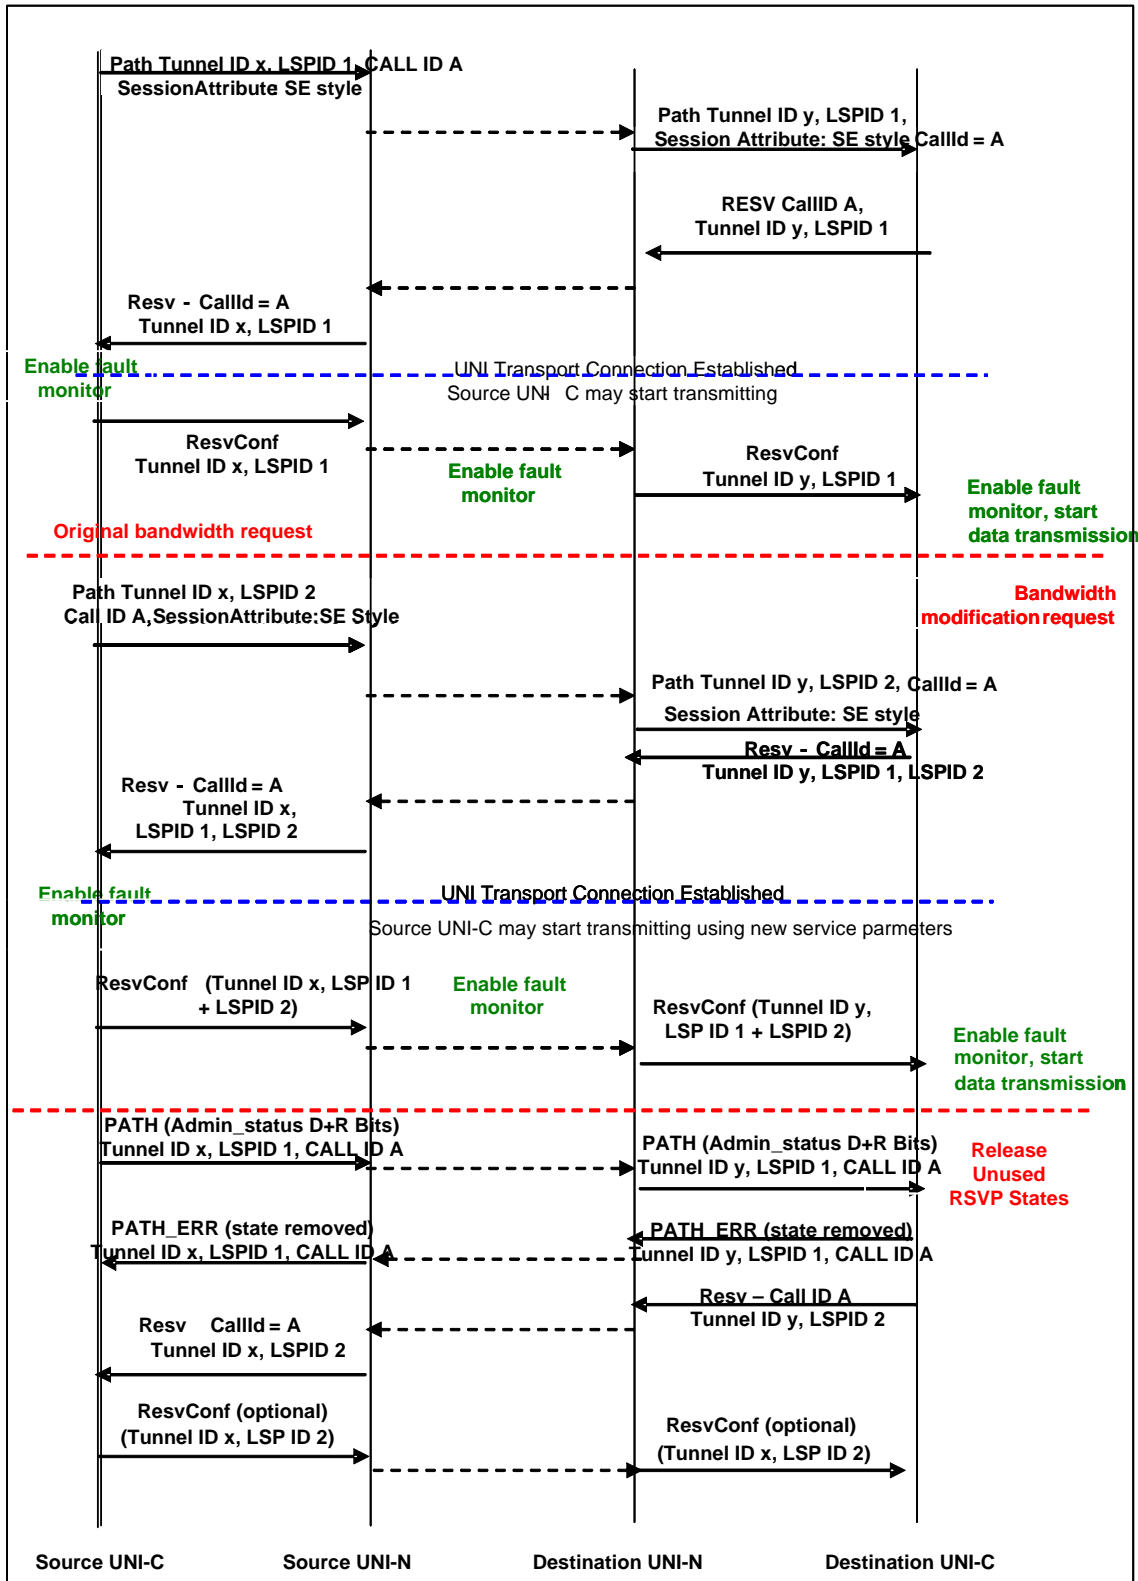 Path Tunnel ID x, LSPID 1, CALL ID A
SessionAttribute: SE style
Path Tunnel ID y, LSPID 1,
Session Attribute: SE style CallId = A
RESV CallID A,
Tunnel ID y, LSPID 1
Resv - CallId = A
Tunnel ID x, LSPID 1
Enable fault
monitor
UNI Transport Connection Established
Source UNI C may start transmitting
ResvConf
Tunnel ID x, LSPID 1
Enable fault
monitor
ResvConf
Tunnel ID y, LSPID 1
Enable fault
monitor, start
data transmission
Original bandwidth request
Path Tunnel ID x, LSPID 2
Call ID A,SessionAttribute:SE Style
Bandwidth
modification request
Path Tunnel ID y, LSPID 2, CallId = A
Session Attribute: SE style
Resv - CallId = A
Tunnel ID y, LSPID 1, LSPID 2
Resv - CallId = A
Tunnel ID x,
LSPID 1, LSPID 2
Enable fault
monitor
UNI Transport Connection Established
Source UNI-C may start transmitting using new service parmeters
ResvConf (Tunnel ID x, LSP ID 1
+ LSPID 2)
Enable fault
monitor
ResvConf (Tunnel ID y,
LSP ID 1 + LSPID 2)
Enable fault
monitor, start
data transmission
PATH (Admin_status D+R Bits)
Tunnel ID x, LSPID 1, CALL ID A
PATH (Admin_status D+R Bits)
Tunnel ID y, LSPID 1, CALL ID A
Release
Unused
RSVP States
PATH_ERR (state removed)
Tunnel ID x, LSPID 1, CALL ID A
PATH_ERR (state removed)
Tunnel ID y, LSPID 1, CALL ID A
Resv – Call ID A
Tunnel ID y, LSPID 2
Resv CallId = A
Tunnel ID x, LSPID 2
ResvConf (optional)
(Tunnel ID x, LSP ID 2)
ResvConf (optional)
(Tunnel ID x, LSP ID 2)
Source UNI-C
Source UNI-N
Destination UNI-N
Destination UNI-C